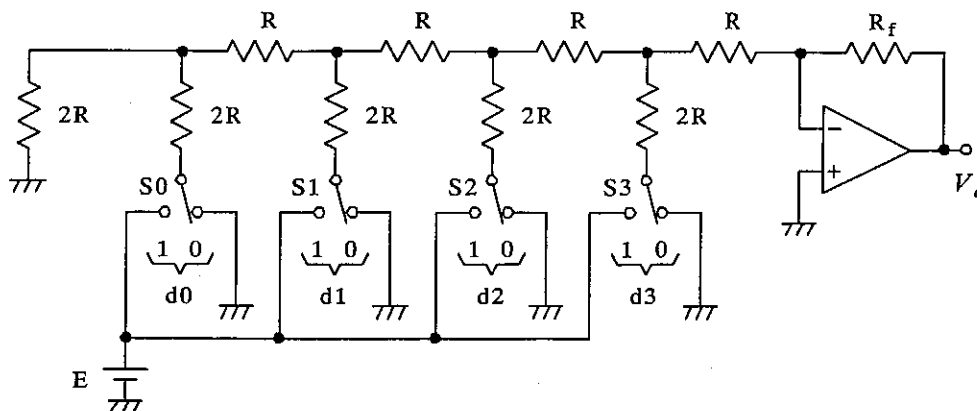 R R R R R_f
2R 2R 2R 2R 2R
S0 S1 S2 S3
- +
1 0 1 0 1 0 1 0
d0 d1 d2 d3
E